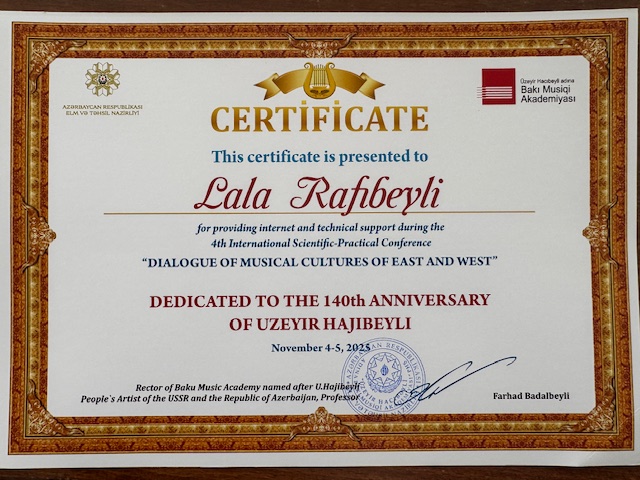 AZƏRBAYCAN RESPUBLİKASI
ELM VƏ TƏHSİL NAZİRLİYİ
Üzeyir Hacıbəyli adına
Bakı Musiqi
Akademiyası
CERTİFİCATE
This certificate is presented to
Lala Rafibeyli
for providing internet and technical support during the
4th International Scientific-Practical Conference
“DIALOGUE OF MUSICAL CULTURES OF EAST AND WEST”
DEDICATED TO THE 140th ANNIVERSARY
OF UZEYIR HAJIBEYLI
November 4-5, 2025
Rector of Baku Music Academy named after U.Hajibeyli
People`s Artist of the USSR and the Republic of Azerbaijan, Professor
Farhad Badalbeyli